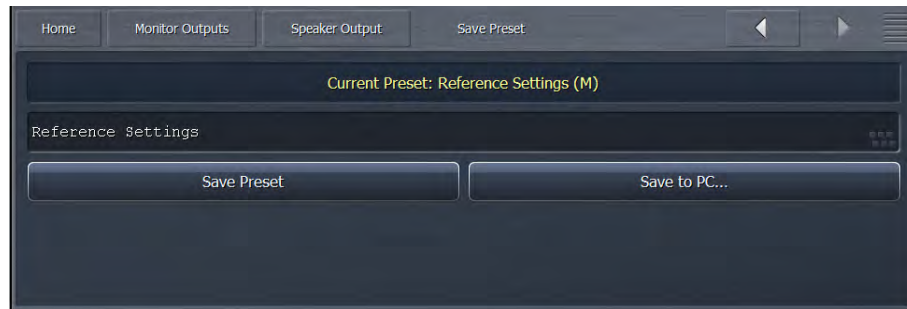 Home Monitor Outputs Speaker Output Save Preset
Current Preset: Reference Settings (M)
Reference Settings
Save Preset Save to PC...